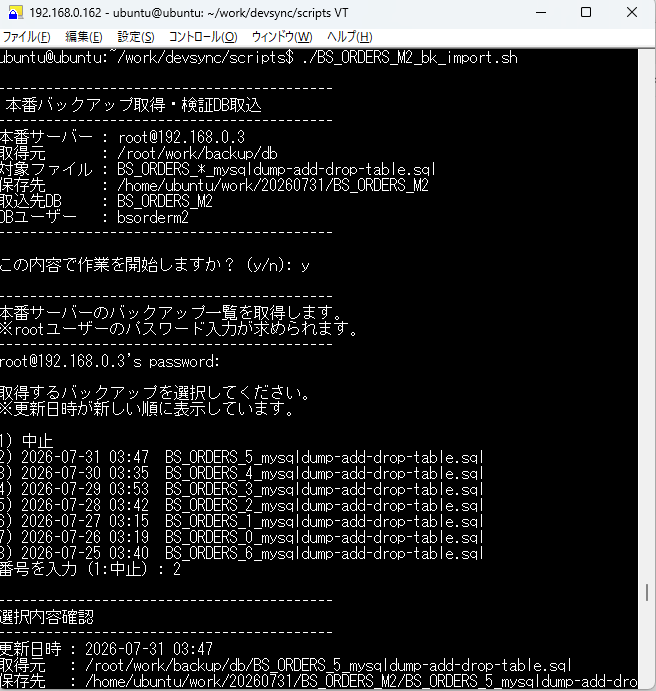 192.168.0.162 - ubuntu@ubuntu: ~/work/devsync/scripts VT
ファイル(F) 編集(E) 設定(S) コントロール(O) ウィンドウ(W) ヘルプ(H)
ubuntu@ubuntu:~/work/devsync/scripts$ ./BS_ORDERS_M2_bk_import.sh
----------------------------------------
本番バックアップ取得・検証DB取込
----------------------------------------
本番サーバー : root@192.168.0.3
取得元 : /root/work/backup/db
対象ファイル : BS_ORDERS_*_mysqldump-add-drop-table.sql
保存先 : /home/ubuntu/work/20260731/BS_ORDERS_M2
取込先DB : BS_ORDERS_M2
DBユーザー : bsorderm2
----------------------------------------
この内容で作業を開始しますか？ (y/n): y
----------------------------------------
本番サーバーのバックアップ一覧を取得します。
※rootユーザーのパスワード入力が求められます。
----------------------------------------
root@192.168.0.3's password:
取得するバックアップを選択してください。
※更新日時が新しい順に表示しています。
1) 中止
2) 2026-07-31 03:47 BS_ORDERS_5_mysqldump-add-drop-table.sql
3) 2026-07-30 03:35 BS_ORDERS_4_mysqldump-add-drop-table.sql
4) 2026-07-29 03:53 BS_ORDERS_3_mysqldump-add-drop-table.sql
5) 2026-07-28 03:42 BS_ORDERS_2_mysqldump-add-drop-table.sql
6) 2026-07-27 03:15 BS_ORDERS_1_mysqldump-add-drop-table.sql
7) 2026-07-26 03:19 BS_ORDERS_0_mysqldump-add-drop-table.sql
8) 2026-07-25 03:40 BS_ORDERS_6_mysqldump-add-drop-table.sql
番号を入力 (1:中止) : 2
----------------------------------------
選択内容確認
----------------------------------------
更新日時 : 2026-07-31 03:47
取得元 : /root/work/backup/db/BS_ORDERS_5_mysqldump-add-drop-table.sql
保存先 : /home/ubuntu/work/20260731/BS_ORDERS_M2/BS_ORDERS_5_mysqldump-add-dro